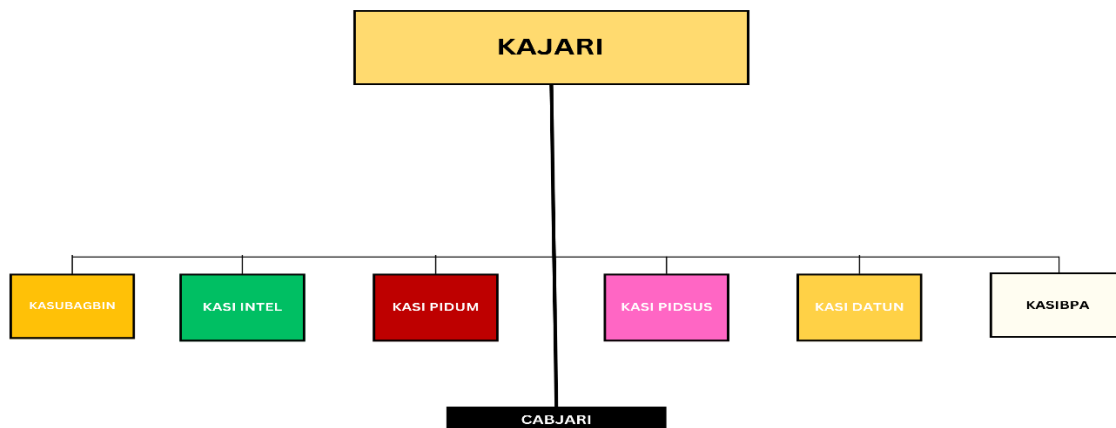 KAJARI
KASUBAGBIN
KASI INTEL
KASI PIDUM
KASI PIDSUS
KASI DATUN
KASIBPA
CABJARI